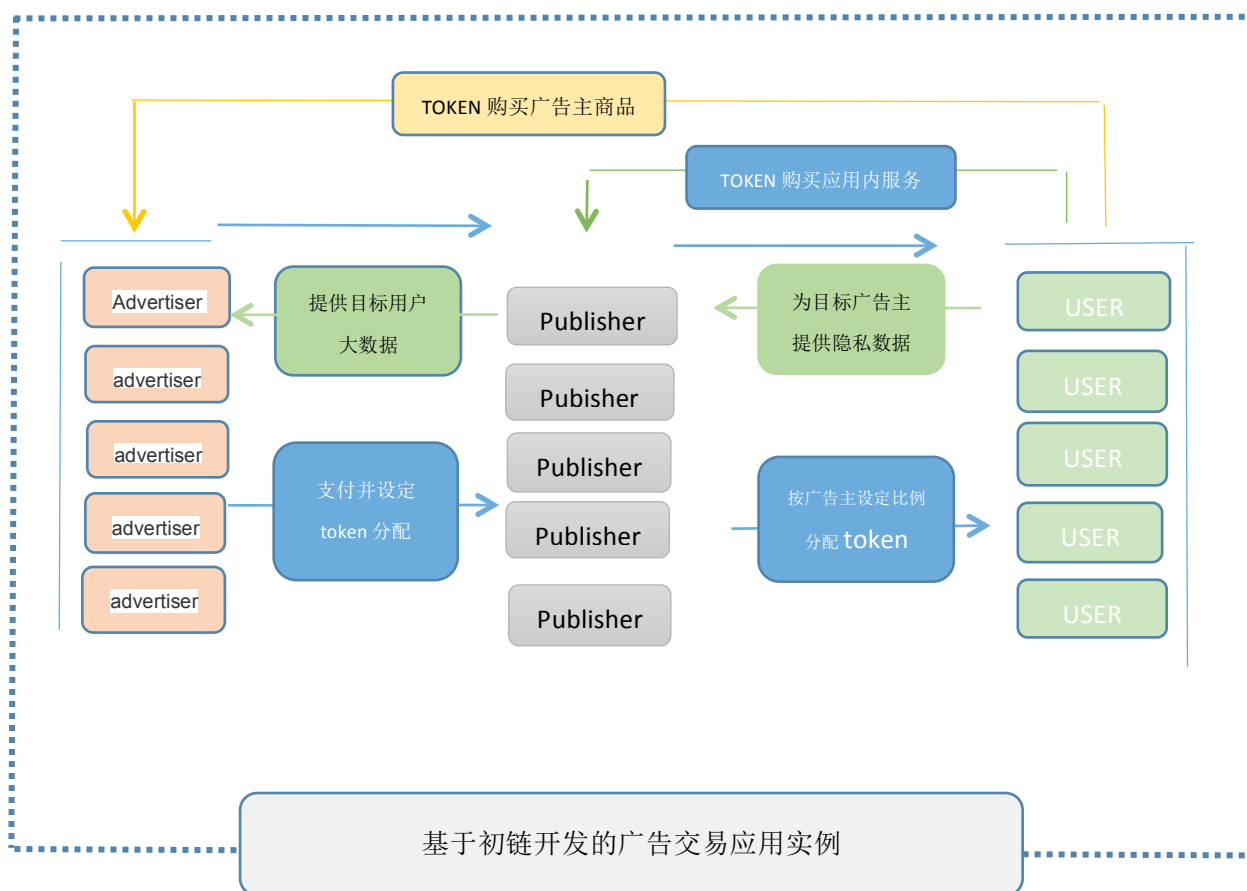 TOKEN 购买广告主商品
TOKEN 购买应用内服务
Advertiser
advertiser
advertiser
advertiser
advertiser
提供目标用户
大数据
支付并设定
token 分配
Publisher
Pubisher
Publisher
Publisher
Publisher
为目标广告主
提供隐私数据
按广告主设定比例
分配 token
USER
USER
USER
USER
USER
基于初链开发的广告交易应用实例